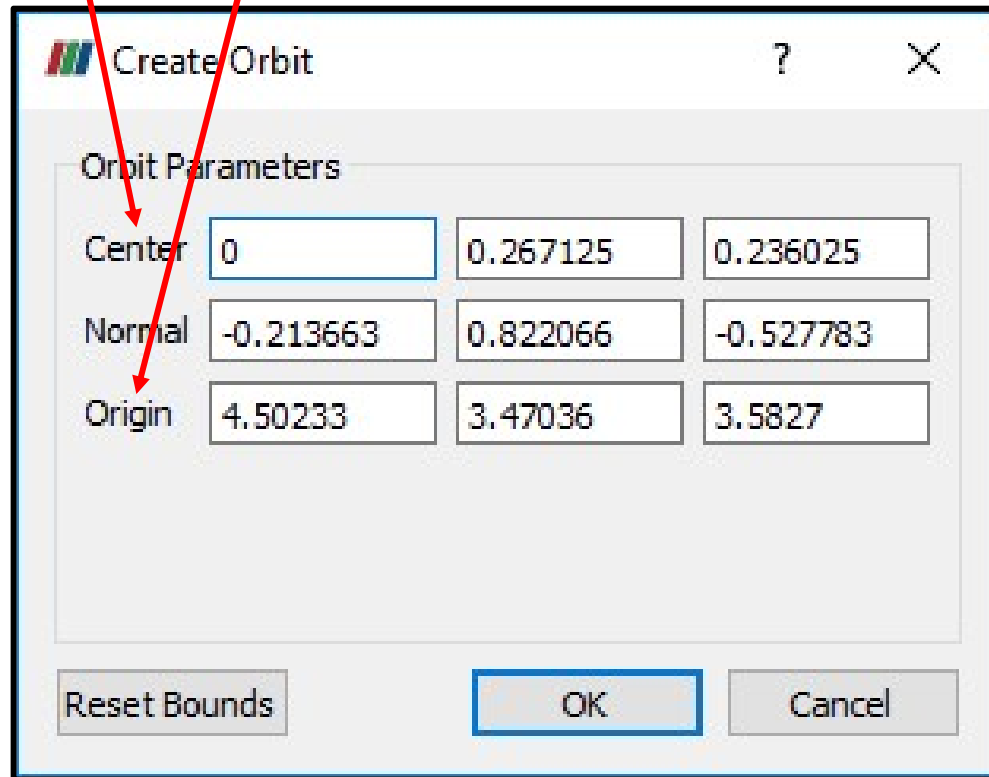 Create Orbit ?
Orbit Parameters
Center 0 0.267125 0.236025
Normal -0.213663 0.822066 -0.527783
Origin 4.50233 3.47036 3.5827
Reset Bounds OK Cancel